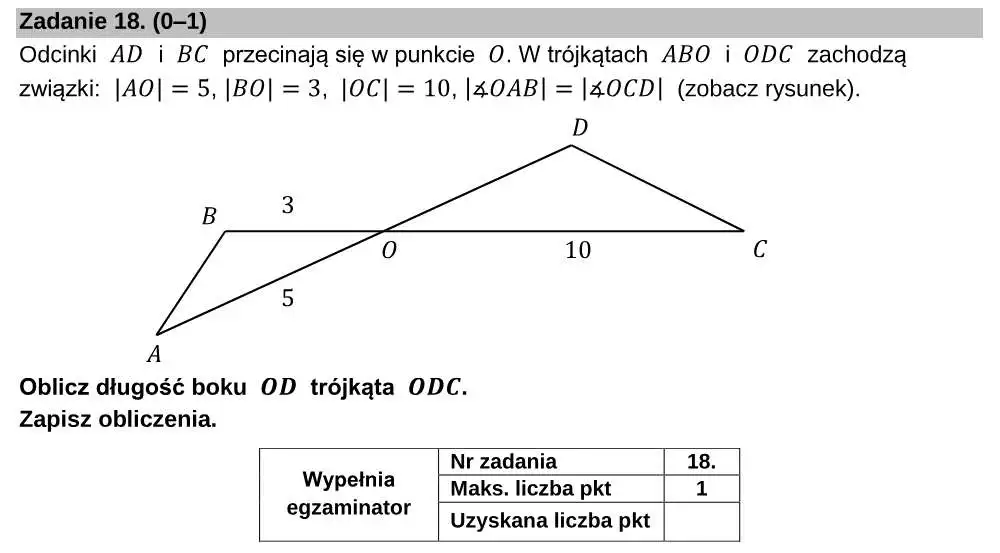 Zadanie 18. (0–1)
Odcinki AD i BC przecinają się w punkcie O. W trójkątach ABO i ODC zachodzą
związki: |AO| = 5, |BO| = 3, |OC| = 10, |∡OAB| = |∡OCD| (zobacz rysunek).
D
B
3
O
10
C
5
A
Oblicz długość boku OD trójkąta ODC.
Zapisz obliczenia.
Wypełnia
egzaminator
Nr zadania 18.
Maks. liczba pkt 1
Uzyskana liczba pkt